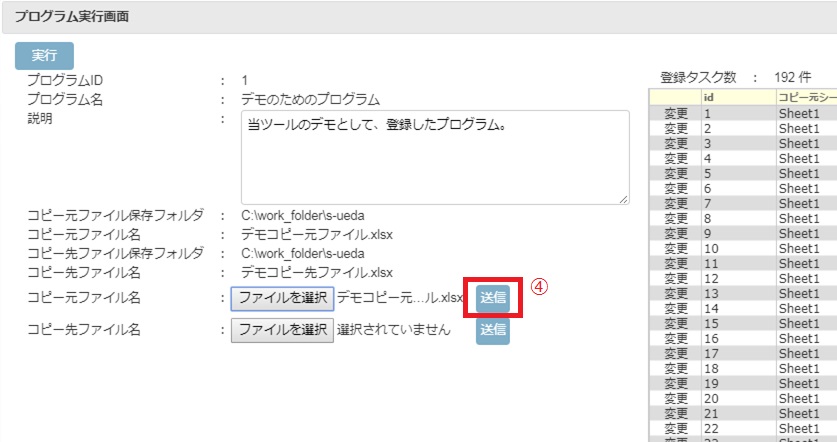 プログラム実行画面
実行
プログラムID : 1
プログラム名 : デモのためのプログラム
説明 : 当ツールのデモとして、登録したプログラム。
コピー元ファイル保存フォルダ : C:\work_folder\s-ueda
コピー元ファイル名 : デモコピー元ファイル.xlsx
コピー先ファイル保存フォルダ : C:\work_folder\s-ueda
コピー先ファイル名 : デモコピー先ファイル.xlsx
コピー元ファイル名 : ファイルを選択 デモコピー元...ル.xlsx 送信 ④
コピー先ファイル名 : ファイルを選択 選択されていません 送信
登録タスク数 : 192 件
id コピー元シー
変更 1 Sheet1
変更 2 Sheet1
変更 3 Sheet1
変更 4 Sheet1
変更 5 Sheet1
変更 6 Sheet1
変更 7 Sheet1
変更 8 Sheet1
変更 9 Sheet1
変更 10 Sheet1
変更 11 Sheet1
変更 12 Sheet1
変更 13 Sheet1
変更 14 Sheet1
変更 15 Sheet1
変更 16 Sheet1
変更 17 Sheet1
変更 18 Sheet1
変更 19 Sheet1
変更 20 Sheet1
変更 21 Sheet1
変更 22 Sheet1